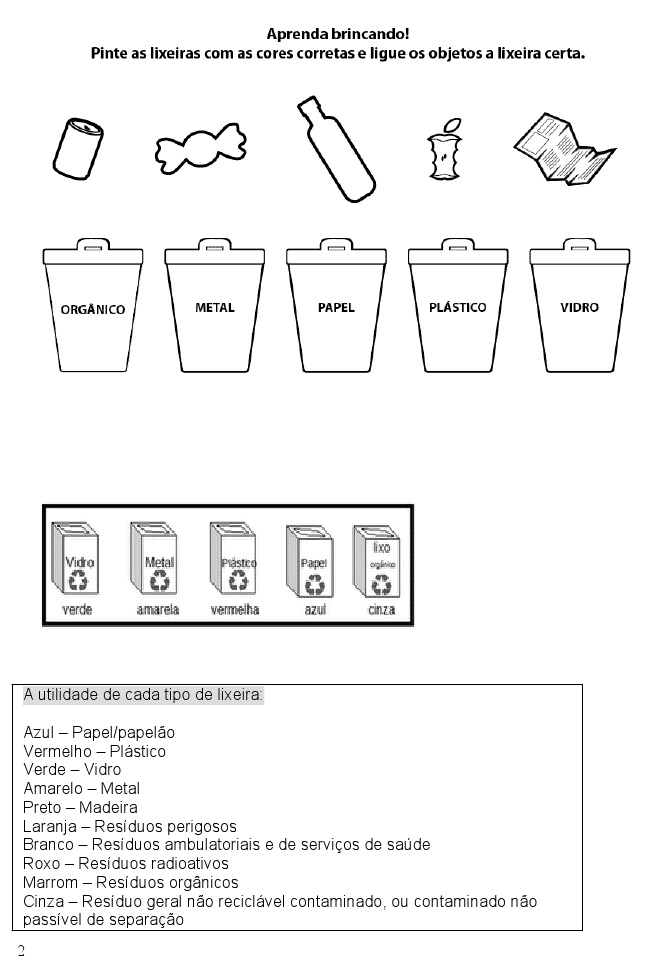 Aprenda brincando!
Pinte as lixeiras com as cores corretas e ligue os objetos a lixeira certa.
ORGÂNICO
METAL
PAPEL
PLÁSTICO
VIDRO
Vidro
Metal
Plástico
Papel
lixo
orgânico
verde
amarela
vermelha
azul
cinza
A utilidade de cada tipo de lixeira:
Azul – Papel/papelão
Vermelho – Plástico
Verde – Vidro
Amarelo – Metal
Preto – Madeira
Laranja – Resíduos perigosos
Branco – Resíduos ambulatoriais e de serviços de saúde
Roxo – Resíduos radioativos
Marrom – Resíduos orgânicos
Cinza – Resíduo geral não reciclável contaminado, ou contaminado não
passível de separação
2